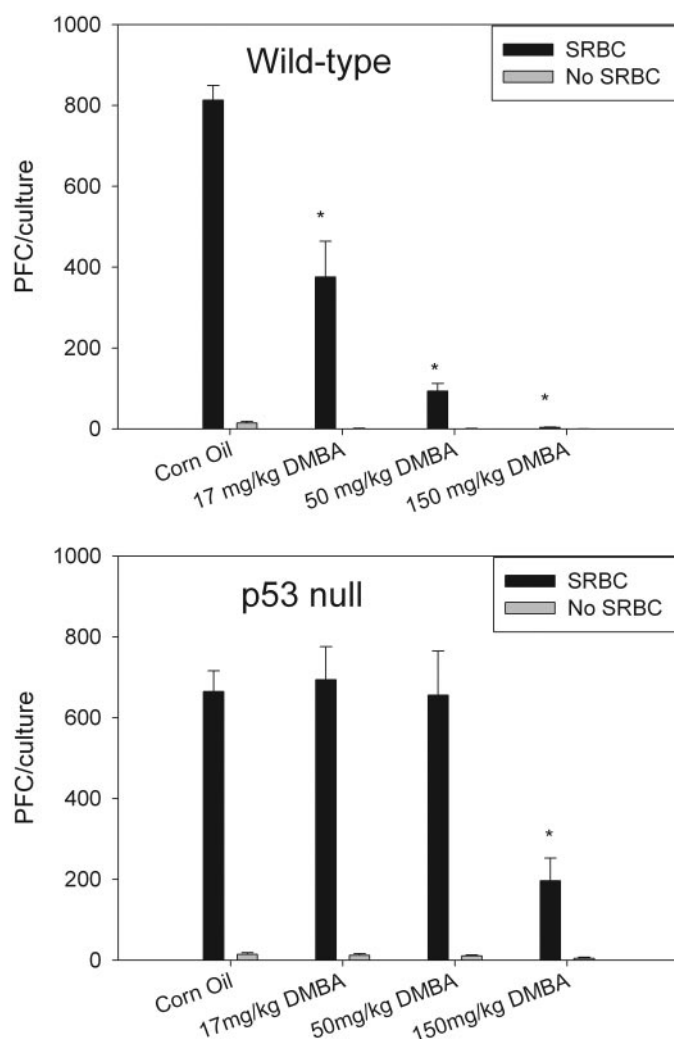 1000
Wild-type
SRBC
No SRBC
800
600
PFC/culture
*
400
*
200
*
0
Corn Oil
17 mg/kg DMBA
50 mg/kg DMBA
150 mg/kg DMBA
1000
p53 null
SRBC
No SRBC
800
600
PFC/culture
400
*
200
0
Corn Oil
17mg/kg DMBA
50mg/kg DMBA
150mg/kg DMBA